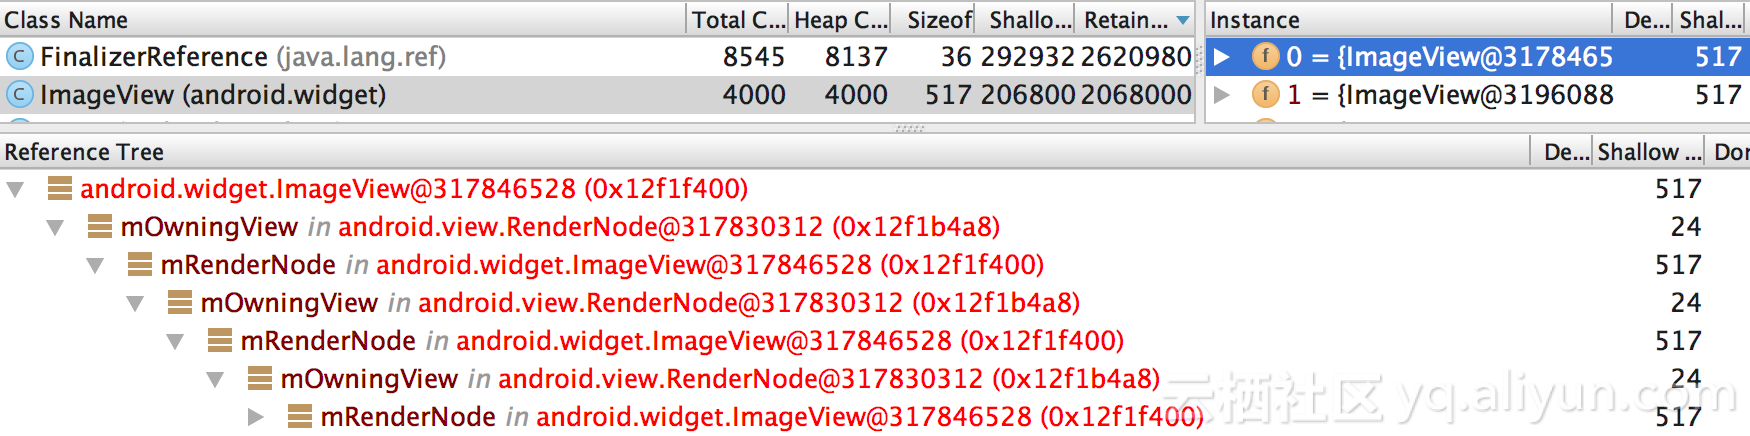 Class Name Total C... Heap C... Sizeof Shallo... Retain...
C FinalizerReference (java.lang.ref) 8545 8137 36 292932 2620980
C ImageView (android.widget) 4000 4000 517 206800 2068000
Instance De... Shal...
f 0 = {ImageView@3178465 517
f 1 = {ImageView@3196088 517
Reference Tree De... Shallow ... Dor
android.widget.ImageView@317846528 (0x12f1f400) 517
mOwningView in android.view.RenderNode@317830312 (0x12f1b4a8) 24
mRenderNode in android.widget.ImageView@317846528 (0x12f1f400) 517
mOwningView in android.view.RenderNode@317830312 (0x12f1b4a8) 24
mRenderNode in android.widget.ImageView@317846528 (0x12f1f400) 517
mOwningView in android.view.RenderNode@317830312 (0x12f1b4a8) 24
mRenderNode in android.widget.ImageView@317846528 (0x12f1f400) 517
云栖社区 yq.aliyun.com